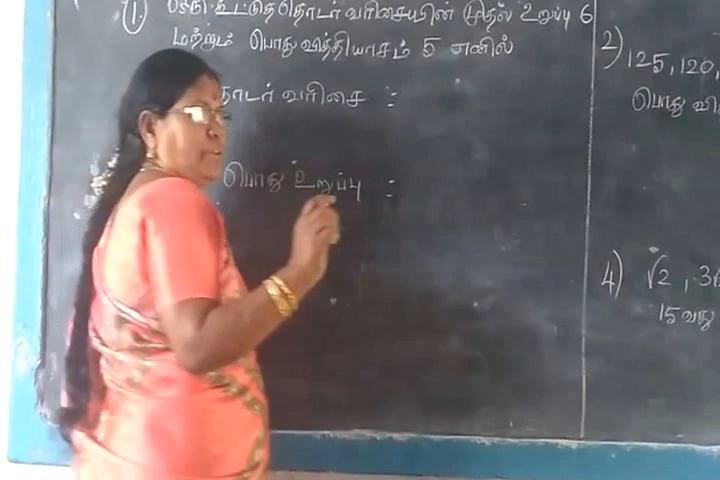 1. கூட்டுத்தொடர் வரிசையின் முதல் உறுப்பு 6
மற்றும் பொது வித்தியாசம் 5 எனில்
தொடர் வரிசை :
பொது உறுப்பு :
2) 125, 120,
பொது வி
4) √2 , 3√
15 வது